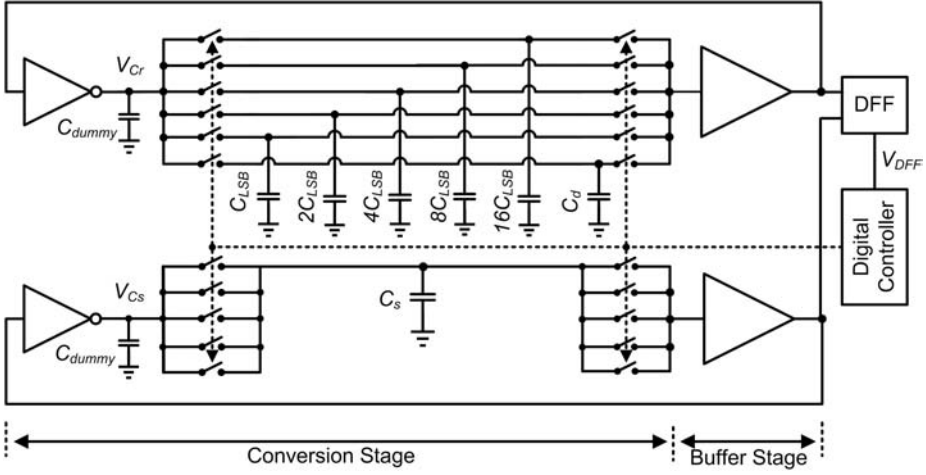 V_Cr
C_dummy
DFF
V_DFF
C_LSB
2C_LSB
4C_LSB
8C_LSB
16C_LSB
C_d
Digital
Controller
V_Cs
C_s
C_dummy
Conversion Stage
Buffer Stage